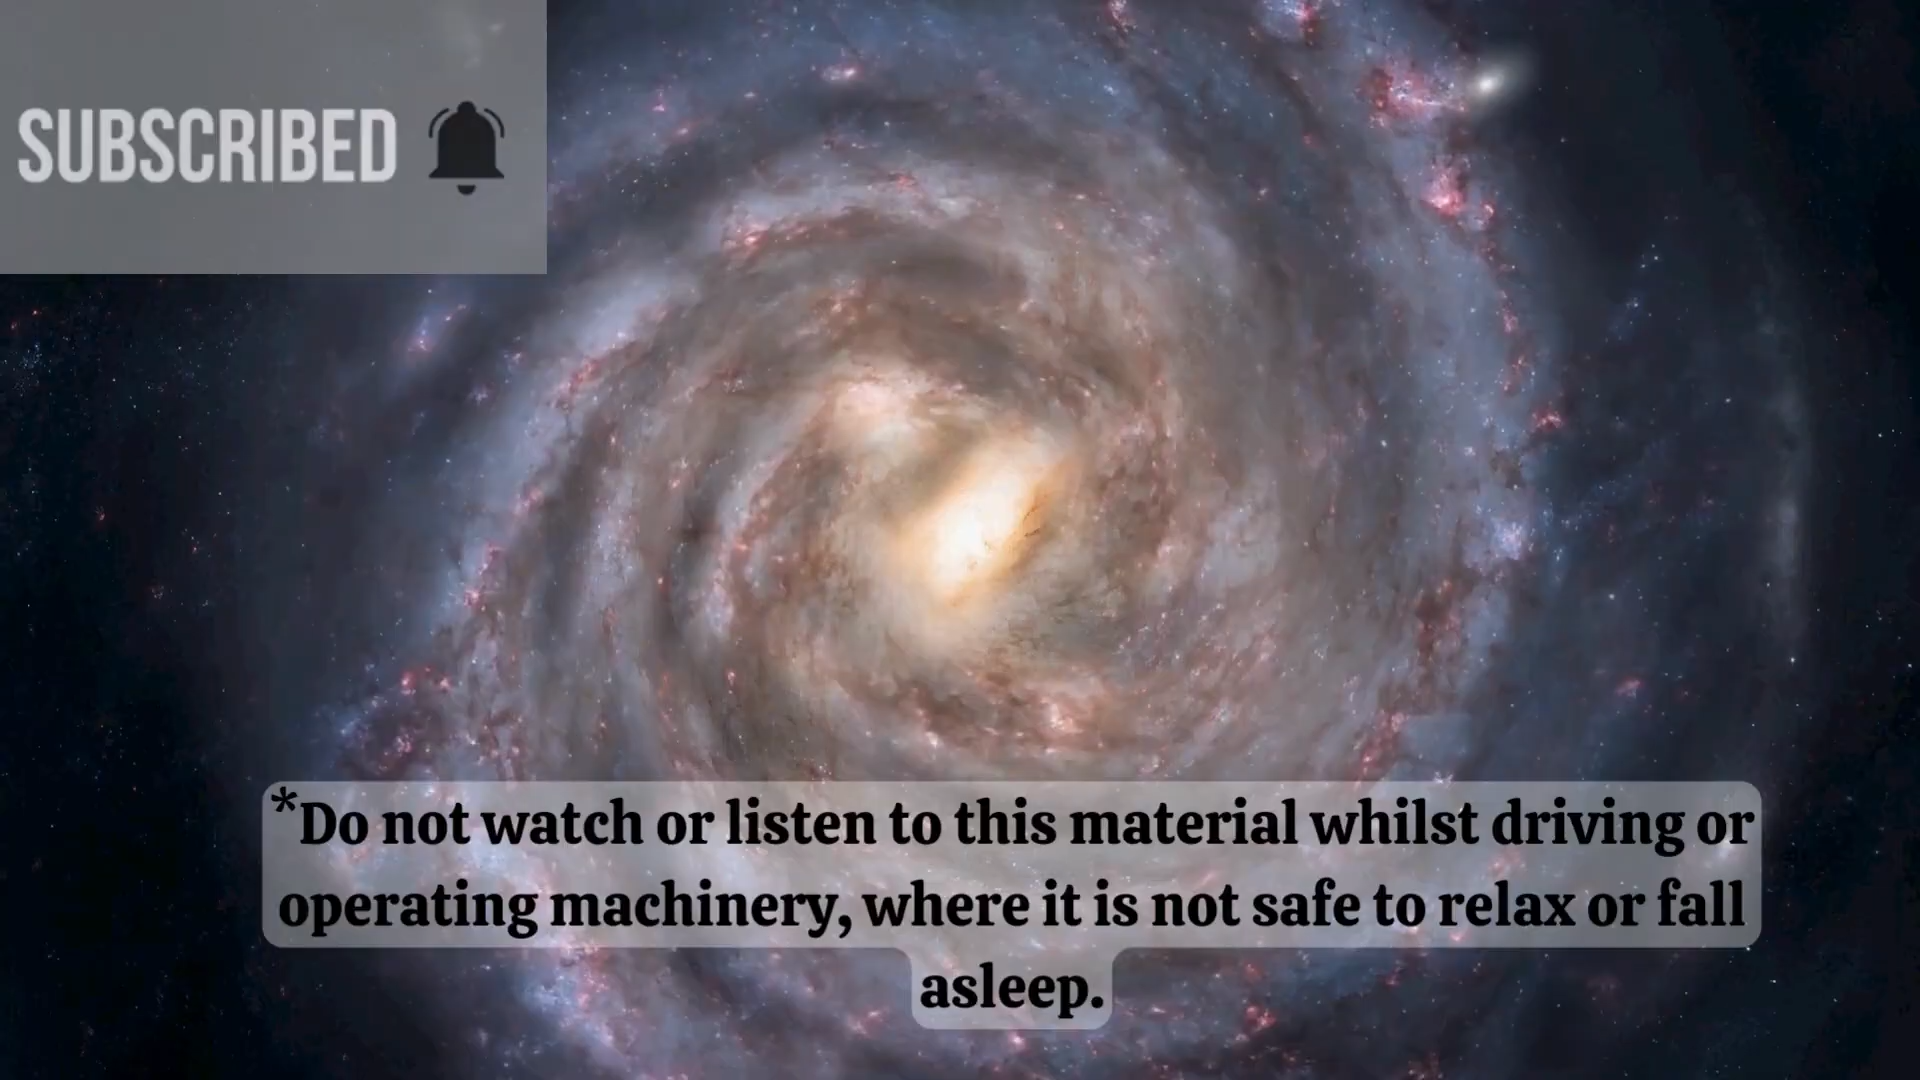 SUBSCRIBED
*Do not watch or listen to this material whilst driving or
operating machinery, where it is not safe to relax or fall
asleep.